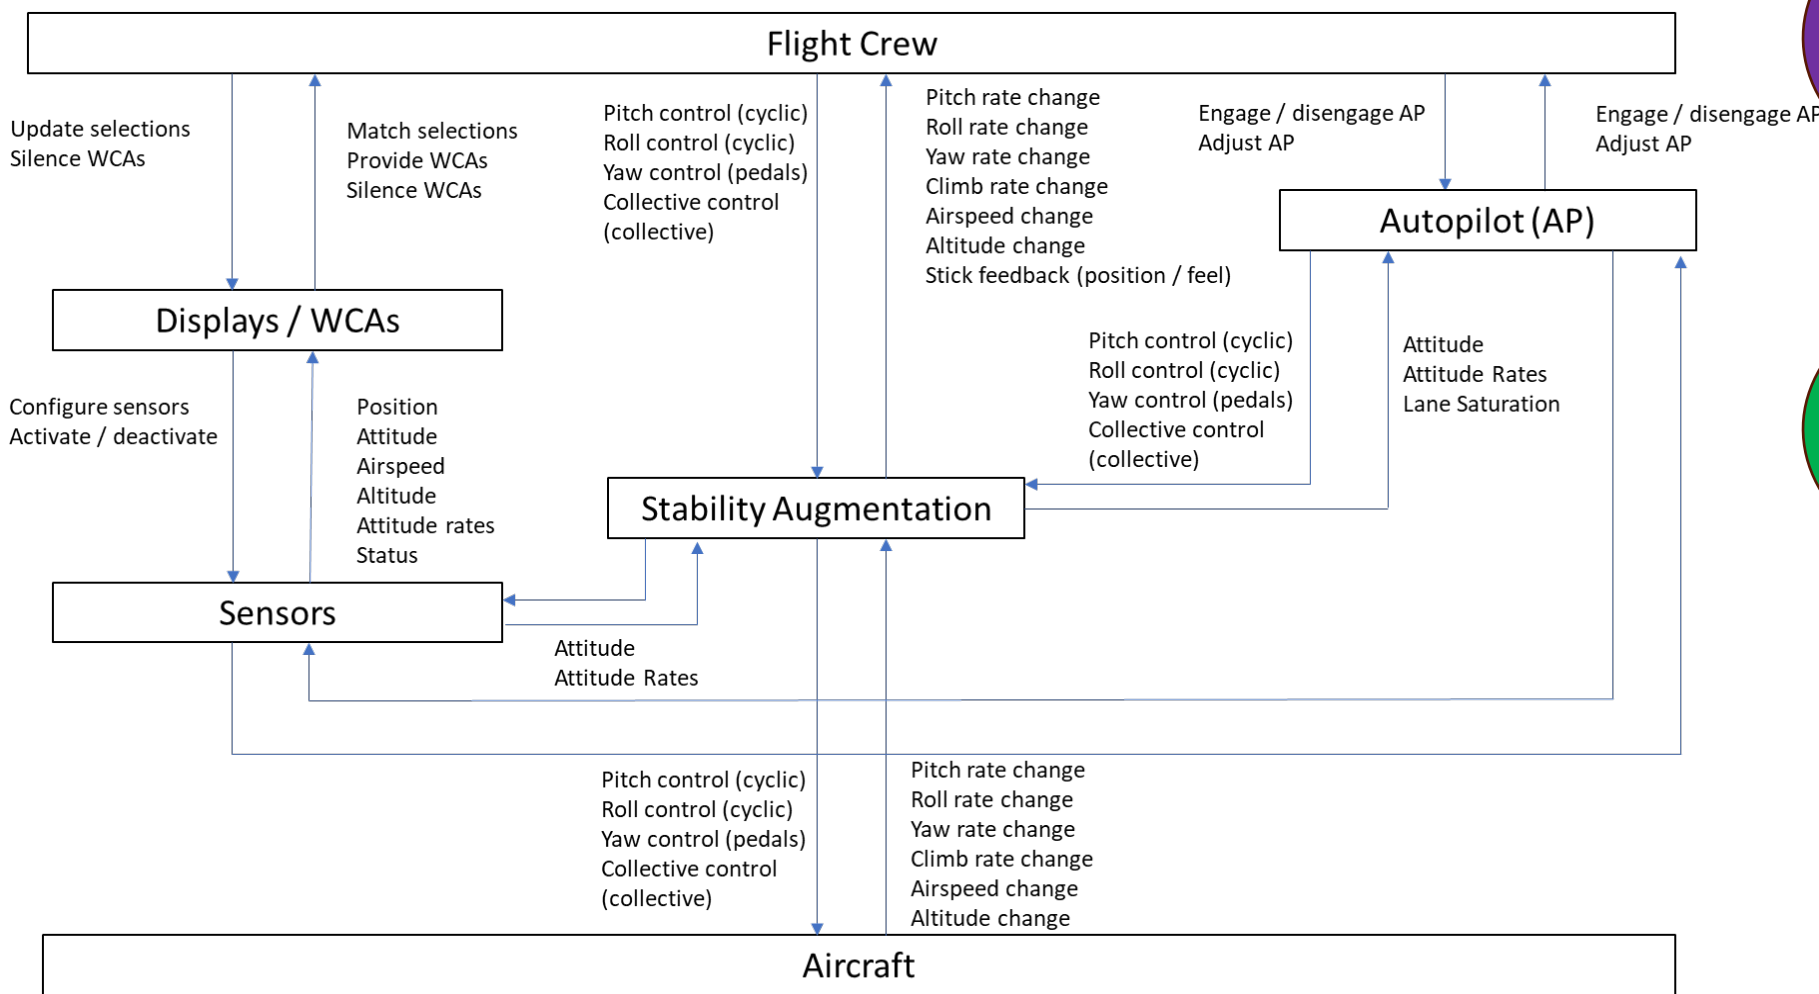 Flight Crew
Update selections
Silence WCAs
Match selections
Provide WCAs
Silence WCAs
Pitch control (cyclic)
Roll control (cyclic)
Yaw control (pedals)
Collective control
(collective)
Pitch rate change
Roll rate change
Yaw rate change
Climb rate change
Airspeed change
Altitude change
Stick feedback (position / feel)
Engage / disengage AP
Adjust AP
Engage / disengage AP
Adjust AP
Autopilot (AP)
Displays / WCAs
Pitch control (cyclic)
Roll control (cyclic)
Yaw control (pedals)
Collective control
(collective)
Attitude
Attitude Rates
Lane Saturation
Configure sensors
Activate / deactivate
Position
Attitude
Airspeed
Altitude
Attitude rates
Status
Stability Augmentation
Sensors
Attitude
Attitude Rates
Pitch control (cyclic)
Roll control (cyclic)
Yaw control (pedals)
Collective control
(collective)
Pitch rate change
Roll rate change
Yaw rate change
Climb rate change
Airspeed change
Altitude change
Aircraft